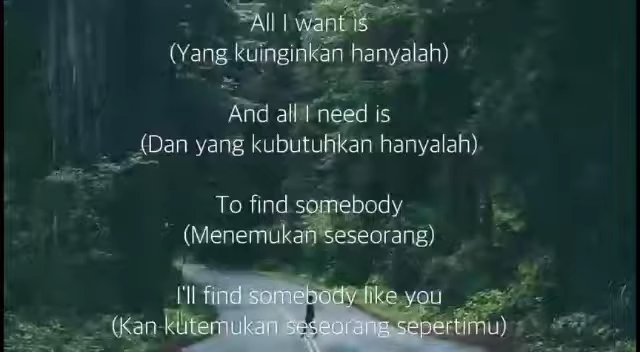 All I want is
(Yang kuinginkan hanyalah)
And all I need is
(Dan yang kubutuhkan hanyalah)
To find somebody
(Menemukan seseorang)
I'll find somebody like you
(Kan kutemukan seseorang sepertimu)